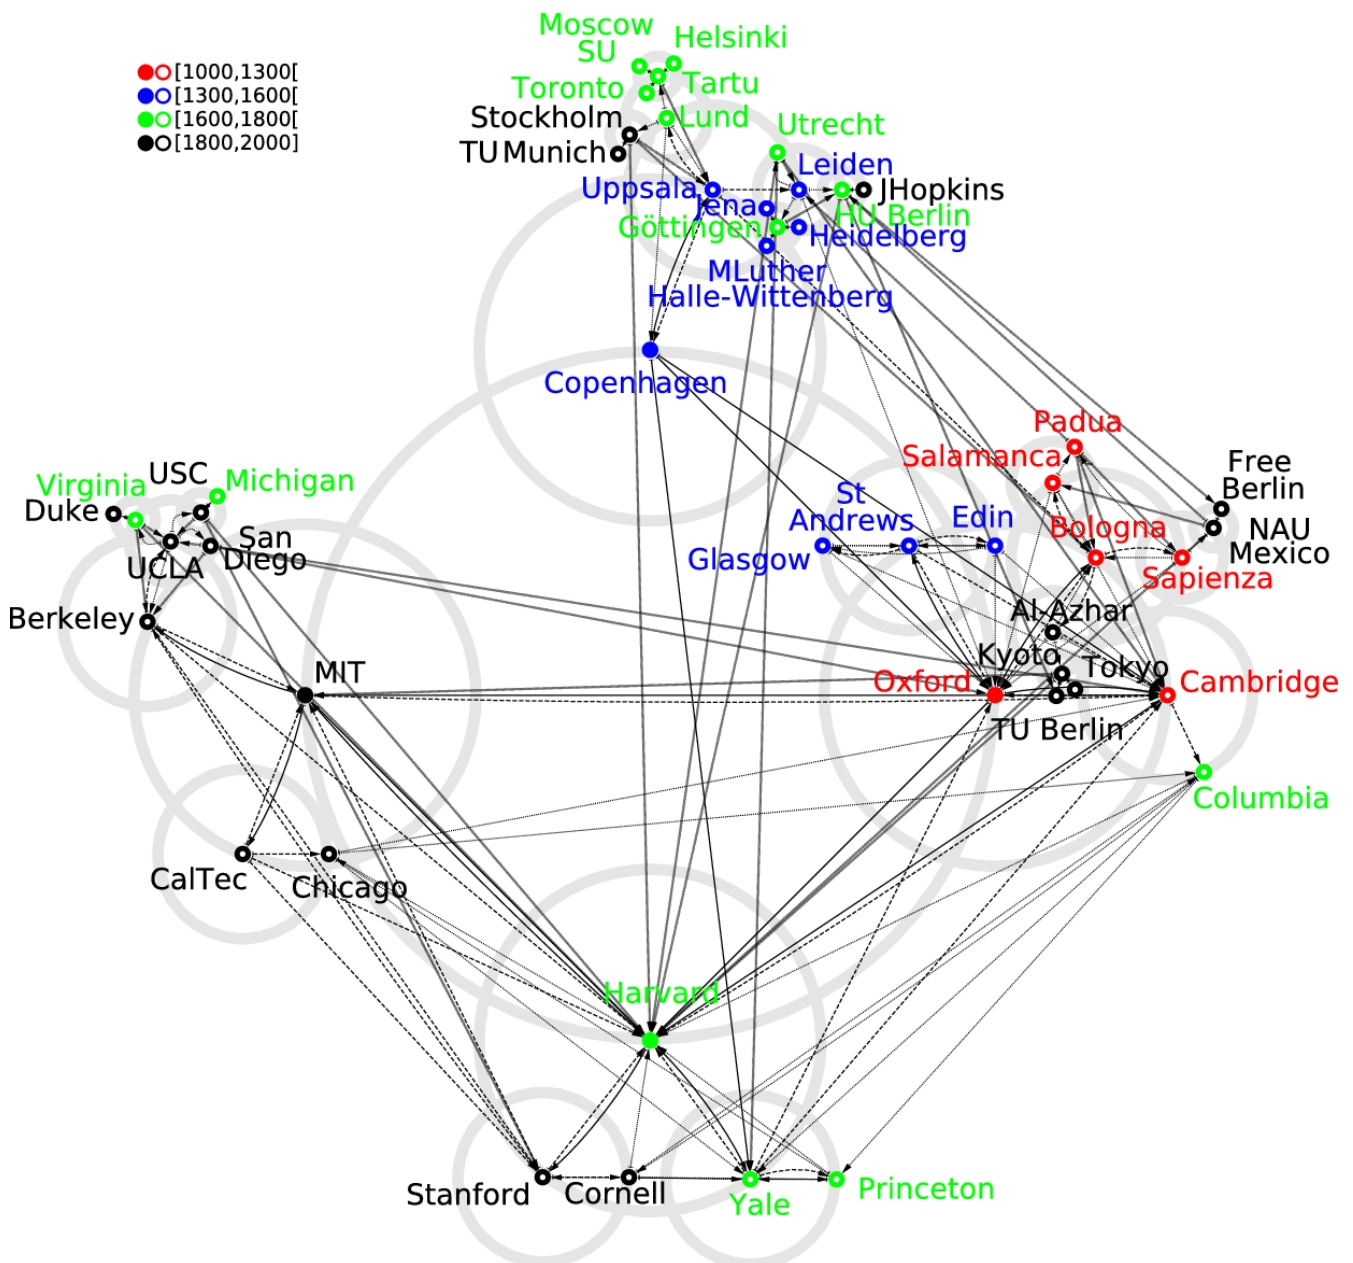 Moscow
SU
Helsinki
[1000,1300[
[1300,1600[
[1600,1800[
[1800,2000]
Toronto
Tartu
Stockholm
Lund
Utrecht
TU Munich
Leiden
Uppsala
JHopkins
Jena
HU Berlin
Göttingen
Heidelberg
MLuther
Halle-Wittenberg
Copenhagen
Padua
Salamanca
Free
Berlin
USC
Michigan
Virginia
Duke
St
Andrews
Edin
Bologna
NAU
Mexico
San
Diego
UCLA
Glasgow
Sapienza
Al-Azhar
Berkeley
Kyoto
Tokyo
MIT
Oxford
Cambridge
TU Berlin
Columbia
CalTec
Chicago
Harvard
Stanford
Cornell
Yale
Princeton